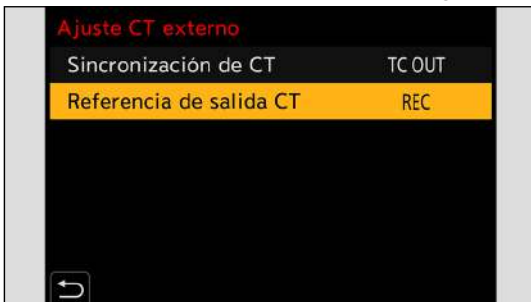 Ajuste CT externo
Sincronización de CT TC OUT
Referencia de salida CT REC